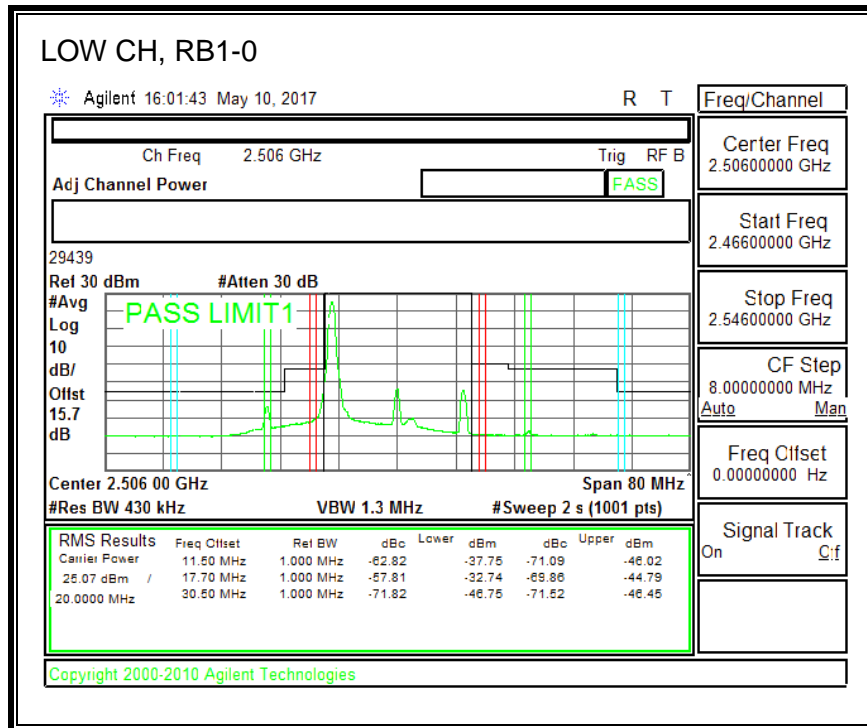 LOW CH, RB1-0
Agilent 16:01:43 May 10, 2017 R T
Freq/Channel
Ch Freq 2.506 GHz Trig RF B
Adj Channel Power PASS
Center Freq
2.50600000 GHz
Start Freq
2.46600000 GHz
Stop Freq
2.54600000 GHz
CF Step
8.00000000 MHz
Auto Man
Freq Offset
0.00000000 Hz
Signal Track
On Off
29439
Ref 30 dBm #Atten 30 dB
#Avg
Log
10
dB/
Offst
15.7
dB
PASS LIMIT1
Center 2.506 00 GHz Span 80 MHz
#Res BW 430 kHz VBW 1.3 MHz #Sweep 2 s (1001 pts)
RMS Results Freq Offset Ref BW dBc Lower dBm dBc Upper dBm
Carrier Power 11.50 MHz 1.000 MHz -62.82 -37.75 -71.09 -46.02
25.07 dBm / 17.70 MHz 1.000 MHz -57.81 -32.74 -69.86 -44.79
20.0000 MHz 30.50 MHz 1.000 MHz -71.82 -46.75 -71.52 -46.45
Copyright 2000-2010 Agilent Technologies